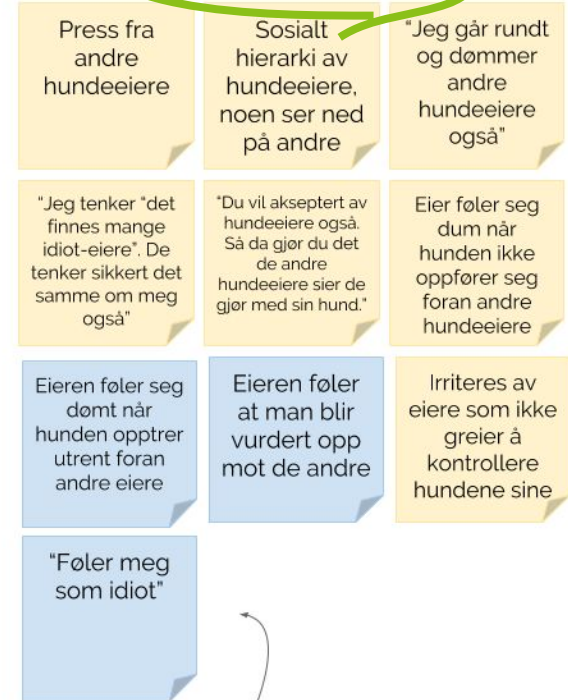 Press fra
andre
hundeeiere
Sosialt
hierarki av
hundeeiere,
noen ser ned
på andre
"Jeg går rundt
og dømmer
andre
hundeeiere
også"
"Jeg tenker "det
finnes mange
idiot-eiere". De
tenker sikkert det
samme om meg
også"
"Du vil akseptert av
hundeeiere også.
Så da gjør du det
de andre
hundeeiere sier de
gjør med sin hund."
Eier føler seg
dum når
hunden ikke
oppfører seg
foran andre
hundeeiere
Eieren føler seg
dømt når
hunden opptrer
utrent foran
andre eiere
Eieren føler
at man blir
vurdert opp
mot de andre
Irriteres av
eiere som ikke
greier å
kontrollere
hundene sine
"Føler meg
som idiot"